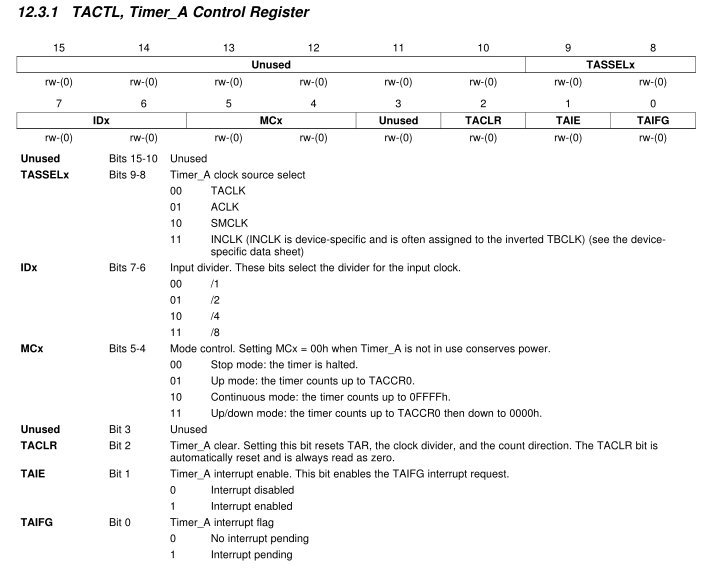 12.3.1 TACTL, Timer_A Control Register
15 14 13 12 11 10 9 8
Unused TASSELx
rw-(0) rw-(0) rw-(0) rw-(0) rw-(0) rw-(0) rw-(0) rw-(0)
7 6 5 4 3 2 1 0
IDx MCx Unused TACLR TAIE TAIFG
rw-(0) rw-(0) rw-(0) rw-(0) rw-(0) rw-(0) rw-(0) rw-(0)
Unused Bits 15-10 Unused
TASSELx Bits 9-8 Timer_A clock source select
00 TACLK
01 ACLK
10 SMCLK
11 INCLK (INCLK is device-specific and is often assigned to the inverted TBCLK) (see the device-
specific data sheet)
IDx Bits 7-6 Input divider. These bits select the divider for the input clock.
00 /1
01 /2
10 /4
11 /8
MCx Bits 5-4 Mode control. Setting MCx = 00h when Timer_A is not in use conserves power.
00 Stop mode: the timer is halted.
01 Up mode: the timer counts up to TACCR0.
10 Continuous mode: the timer counts up to 0FFFFh.
11 Up/down mode: the timer counts up to TACCR0 then down to 0000h.
Unused Bit 3 Unused
TACLR Bit 2 Timer_A clear. Setting this bit resets TAR, the clock divider, and the count direction. The TACLR bit is
automatically reset and is always read as zero.
TAIE Bit 1 Timer_A interrupt enable. This bit enables the TAIFG interrupt request.
0 Interrupt disabled
1 Interrupt enabled
TAIFG Bit 0 Timer_A interrupt flag
0 No interrupt pending
1 Interrupt pending